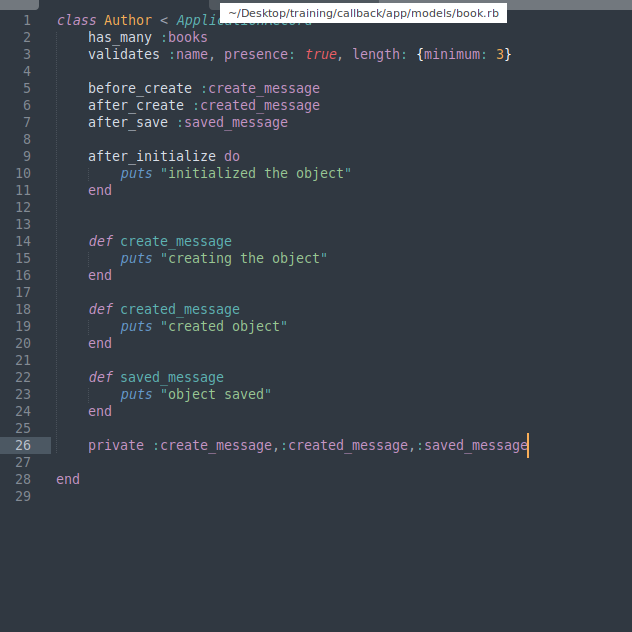 ~/Desktop/training/callback/app/models/book.rb
1 class Author < ApplicationRecord
2 has_many :books
3 validates :name, presence: true, length: {minimum: 3}
4
5 before_create :create_message
6 after_create :created_message
7 after_save :saved_message
8
9 after_initialize do
10 puts "initialized the object"
11 end
12
13
14 def create_message
15 puts "creating the object"
16 end
17
18 def created_message
19 puts "created object"
20 end
21
22 def saved_message
23 puts "object saved"
24 end
25
26 private :create_message,:created_message,:saved_message
27
28 end
29